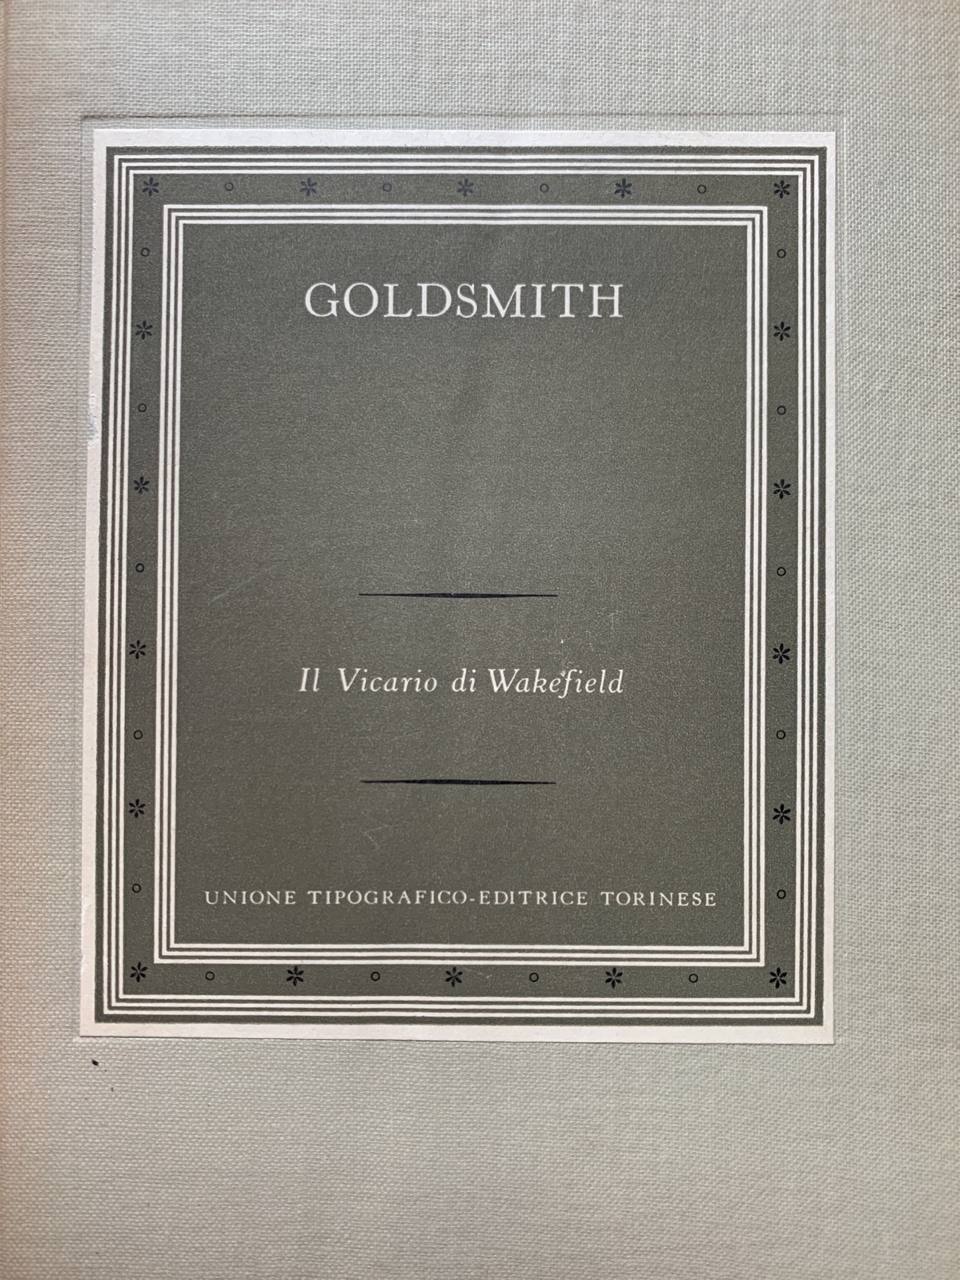 GOLDSMITH
Il Vicario di Wakefield
UNIONE TIPOGRAFICO-EDITRICE TORINESE